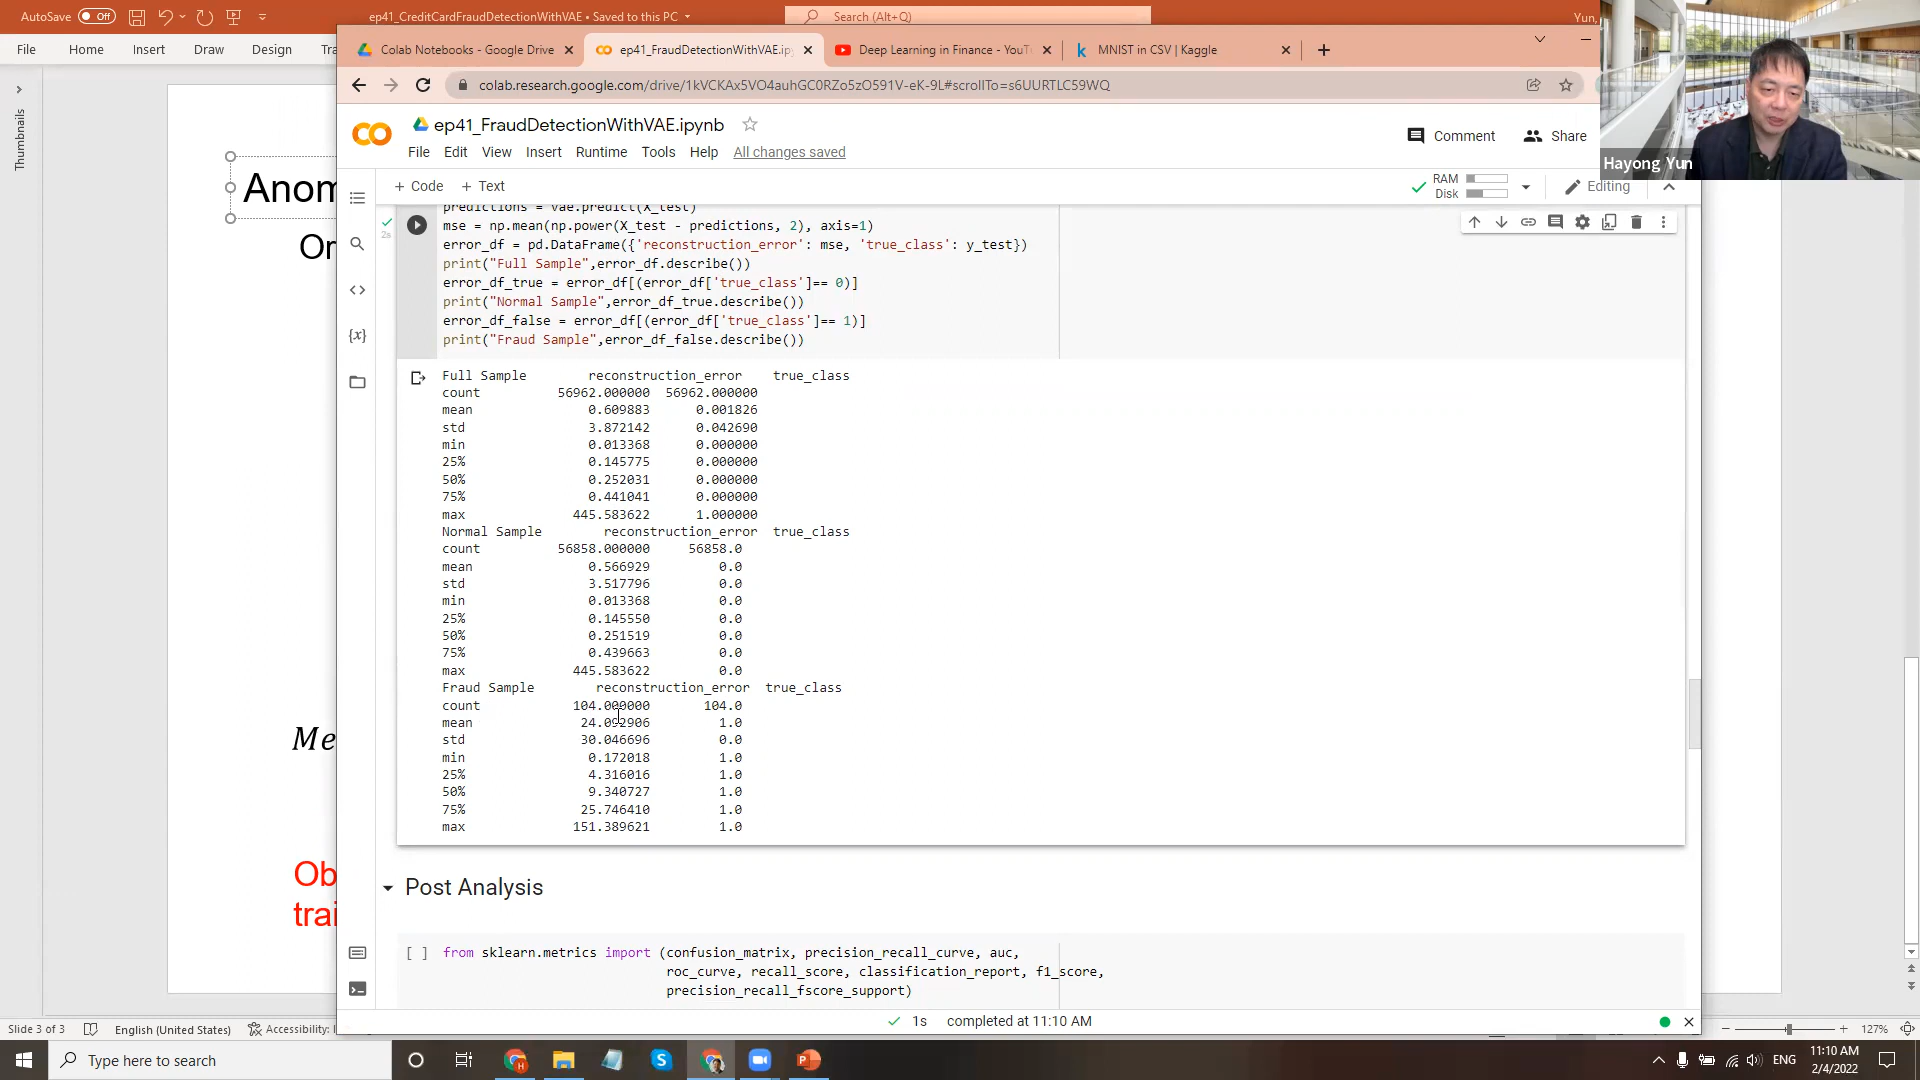 AutoSave Off
ep41_CreditCardFraudDetectionWithVAE • Saved to this PC
Search (Alt+Q)
Yun,
File Home Insert Draw Design
Thumbnails
Colab Notebooks - Google Drive
ep41_FraudDetectionWithVAE.ipy
Deep Learning in Finance - YouT
MNIST in CSV | Kaggle
colab.research.google.com/drive/1kVCKAx5VO4auhGC0RZo5zO591V-eK-9L#scrollTo=s6UURTLC59WQ
ep41_FraudDetectionWithVAE.ipynb
Comment
Share
File Edit View Insert Runtime Tools Help All changes saved
Hayong Yun
+ Code + Text
RAM
Disk
Editing
Anom
Or
Me
Ob
trai
predictions = vae.predict(X_test)
2s
mse = np.mean(np.power(X_test - predictions, 2), axis=1)
error_df = pd.DataFrame({'reconstruction_error': mse, 'true_class': y_test})
print("Full Sample",error_df.describe())
error_df_true = error_df[(error_df['true_class']== 0)]
print("Normal Sample",error_df_true.describe())
error_df_false = error_df[(error_df['true_class']== 1)]
print("Fraud Sample",error_df_false.describe())
Full Sample reconstruction_error true_class
count 56962.000000 56962.000000
mean 0.609883 0.001826
std 3.872142 0.042690
min 0.013368 0.000000
25% 0.145775 0.000000
50% 0.252031 0.000000
75% 0.441041 0.000000
max 445.583622 1.000000
Normal Sample reconstruction_error true_class
count 56858.000000 56858.0
mean 0.566929 0.0
std 3.517796 0.0
min 0.013368 0.0
25% 0.145550 0.0
50% 0.251519 0.0
75% 0.439663 0.0
max 445.583622 0.0
Fraud Sample reconstruction_error true_class
count 104.000000 104.0
mean 24.092906 1.0
std 30.046696 0.0
min 0.172018 1.0
25% 4.316016 1.0
50% 9.340727 1.0
75% 25.746410 1.0
max 151.389621 1.0
Post Analysis
[ ] from sklearn.metrics import (confusion_matrix, precision_recall_curve, auc,
roc_curve, recall_score, classification_report, f1_score,
precision_recall_fscore_support)
1s completed at 11:10 AM
Slide 3 of 3 English (United States) Accessibility:
127%
Type here to search
ENG
11:10 AM
2/4/2022